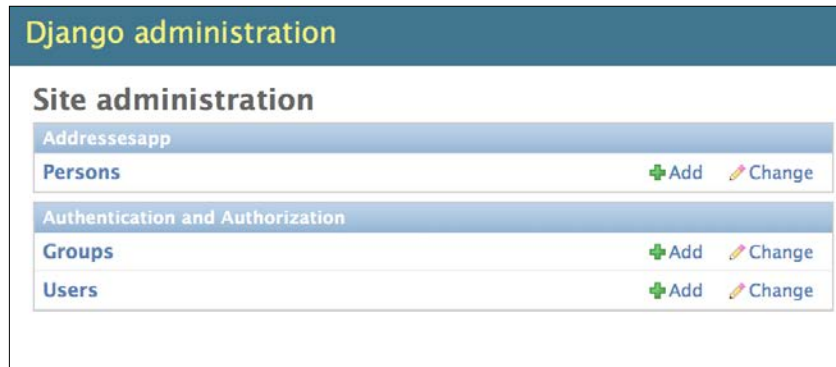 Django administration
Site administration
Addressesapp
Persons Add Change
Authentication and Authorization
Groups Add Change
Users Add Change